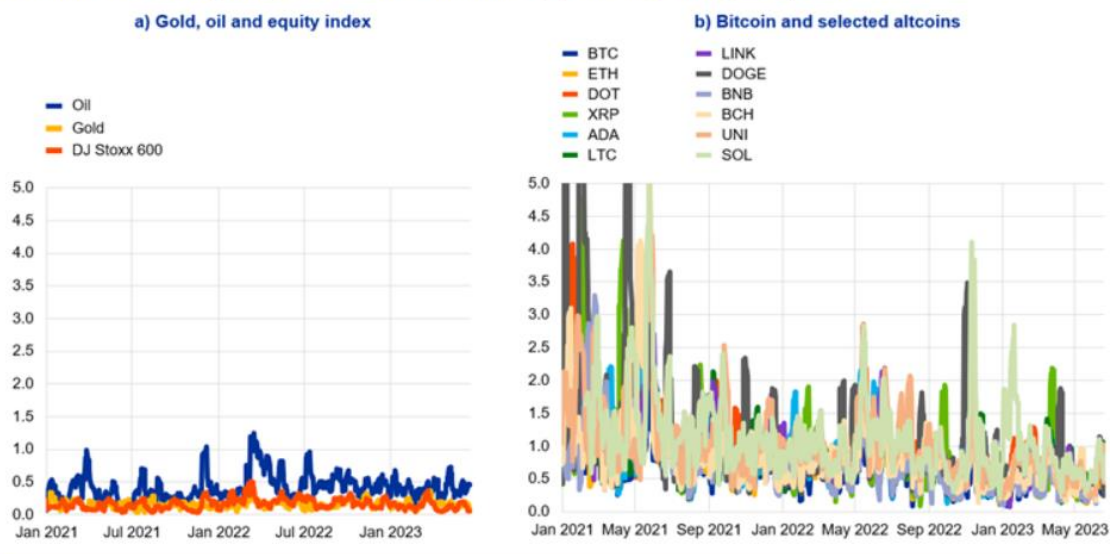 a) Gold, oil and equity index
Oil
Gold
DJ Stoxx 600
5.0
4.5
4.0
3.5
3.0
2.5
2.0
1.5
1.0
0.5
0.0
Jan 2021 Jul 2021 Jan 2022 Jul 2022 Jan 2023
b) Bitcoin and selected altcoins
BTC LINK
ETH DOGE
DOT BNB
XRP BCH
ADA UNI
LTC SOL
5.0
4.5
4.0
3.5
3.0
2.5
2.0
1.5
1.0
0.5
0.0
Jan 2021 May 2021 Sep 2021 Jan 2022 May 2022 Sep 2022 Jan 2023 May 2023